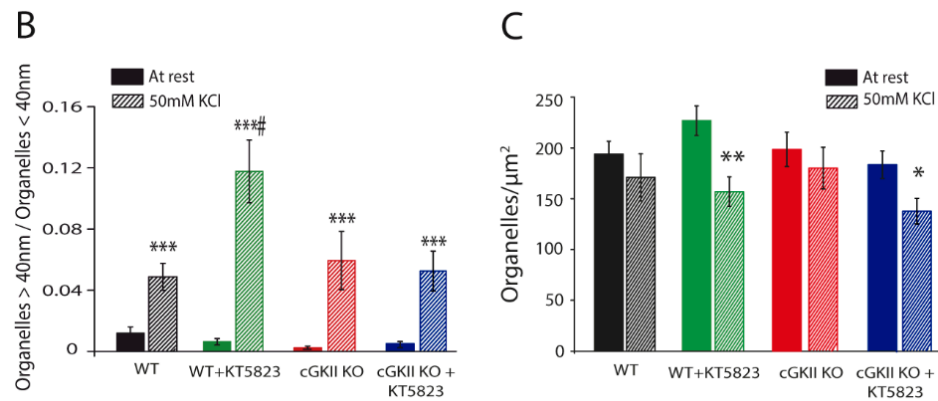 B
Organelles > 40nm / Organelles < 40nm
At rest
50mM KCl
0.16
0.12
0.08
0.04
0
***
***#
***
***
WT
WT+KT5823
cGKII KO
cGKII KO +
KT5823
C
Organelles/µm²
At rest
50mM KCl
250
200
150
100
50
0
**
*
WT
WT+KT5823
cGKII KO
cGKII KO +
KT5823